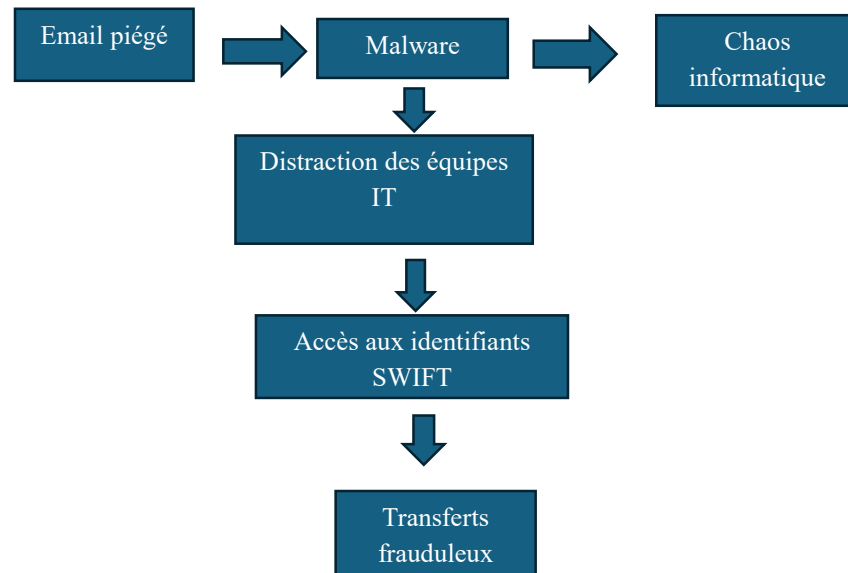 Email piégé
Malware
Chaos
informatique
Distraction des équipes
IT
Accès aux identifiants
SWIFT
Transferts
frauduleux